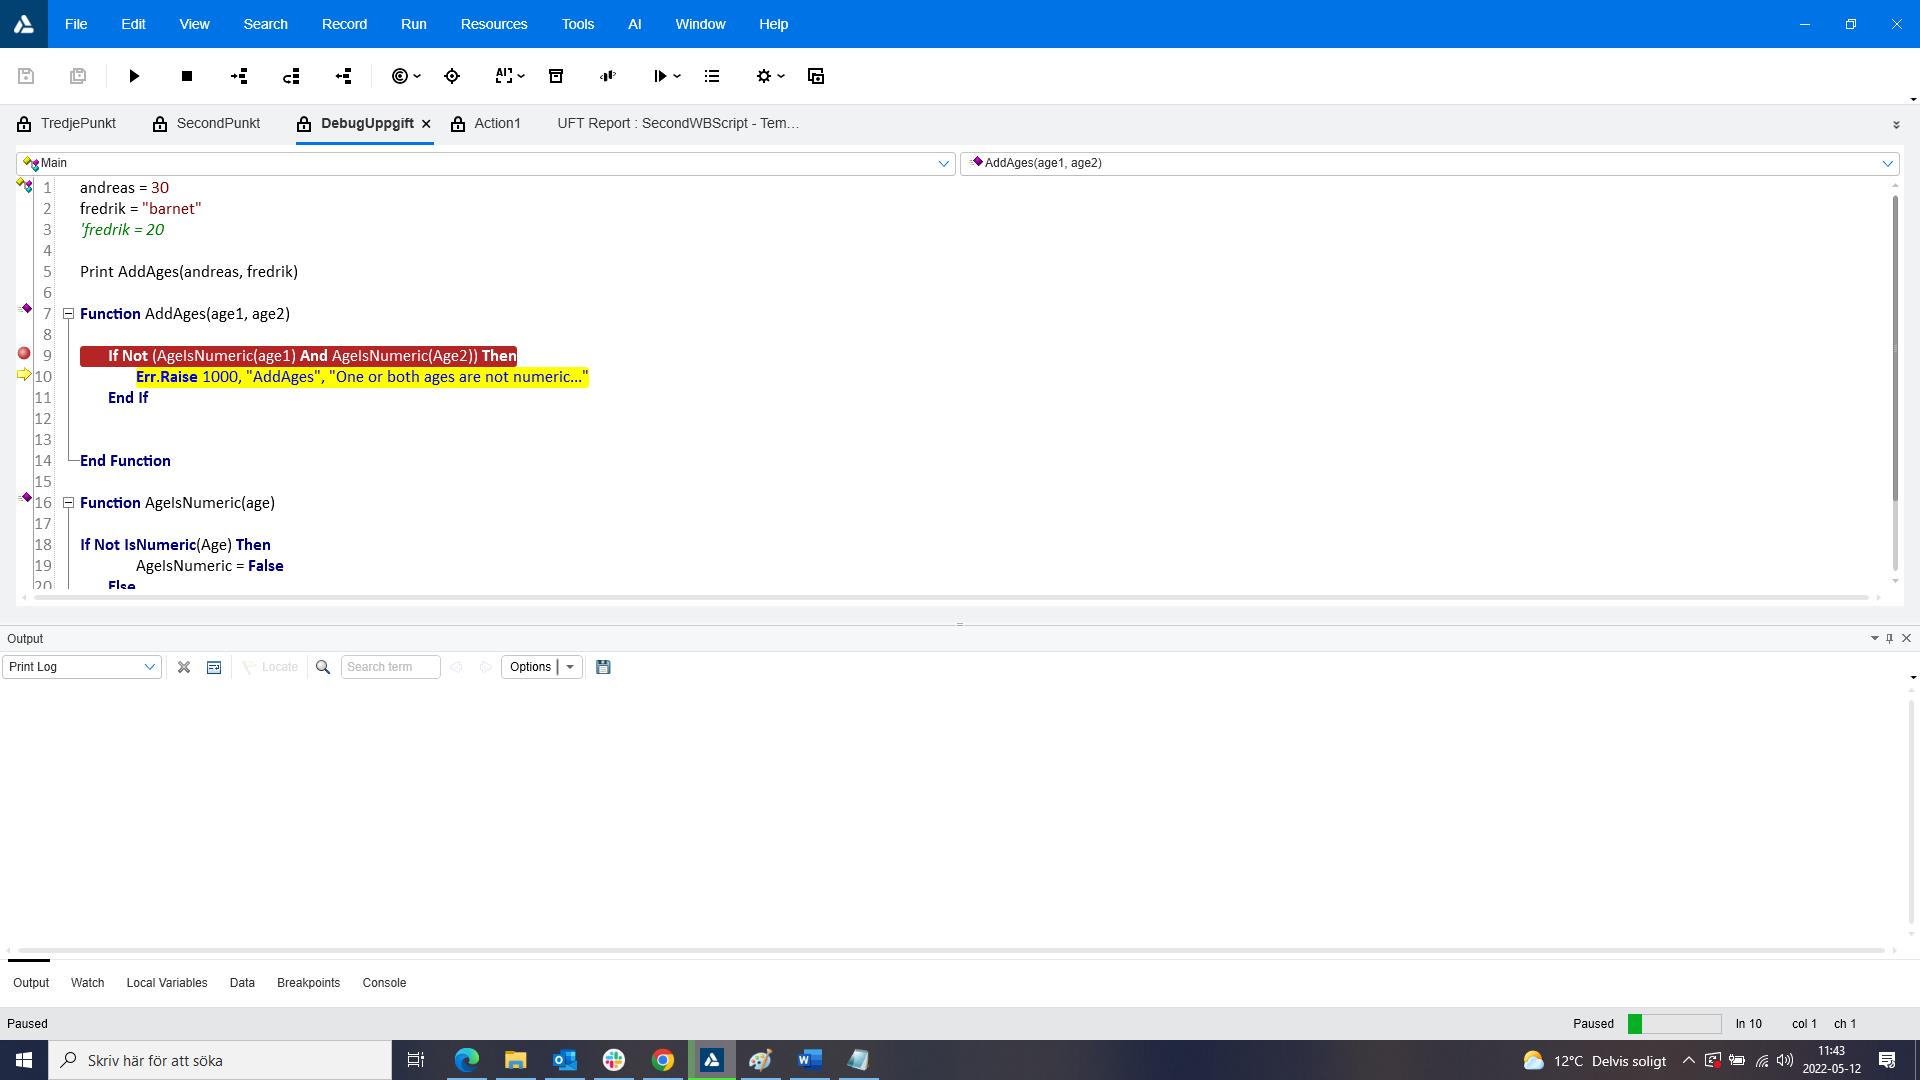 File Edit View Search Record Run Resources Tools AI Window Help
AI
TredjePunkt SecondPunkt DebugUppgift Action1 UFT Report : SecondWBScript - Tem...
Main AddAges(age1, age2)
1 andreas = 30
2 fredrik = "barnet"
3 'fredrik = 20
4
5 Print AddAges(andreas, fredrik)
6
7 Function AddAges(age1, age2)
8
9 If Not (AgeIsNumeric(age1) And AgeIsNumeric(Age2)) Then
10 Err.Raise 1000, "AddAges", "One or both ages are not numeric..."
11 End If
12
13
14 End Function
15
16 Function AgeIsNumeric(age)
17
18 If Not IsNumeric(Age) Then
19 AgeIsNumeric = False
20 Else
Output
Print Log Locate Search term Options
Output Watch Local Variables Data Breakpoints Console
Paused Paused ln 10 col 1 ch 1
Skriv här för att söka 12°C Delvis soligt 11:43
2022-05-12